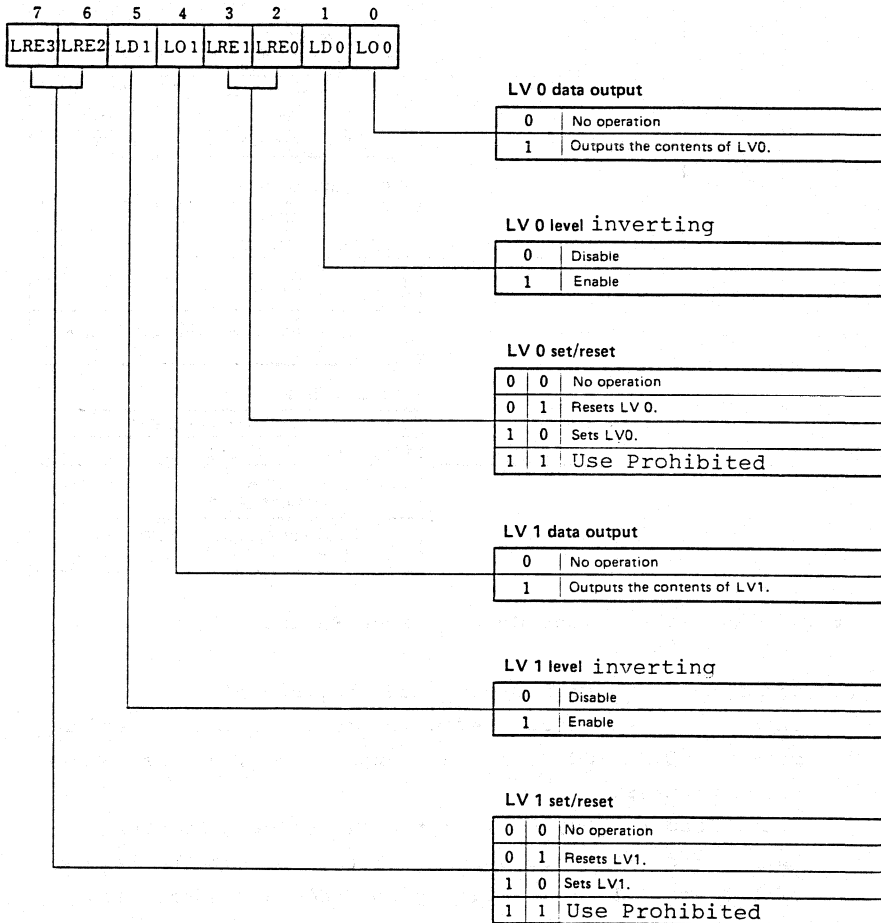 7 6 5 4 3 2 1 0
LRE3 LRE2 LD1 LO1 LRE1 LRE0 LD0 LO0
LV 0 data output
0 No operation
1 Outputs the contents of LV0.
LV 0 level inverting
0 Disable
1 Enable
LV 0 set/reset
0 0 No operation
0 1 Resets LV 0.
1 0 Sets LV0.
1 1 Use Prohibited
LV 1 data output
0 No operation
1 Outputs the contents of LV1.
LV 1 level inverting
0 Disable
1 Enable
LV 1 set/reset
0 0 No operation
0 1 Resets LV1.
1 0 Sets LV1.
1 1 Use Prohibited